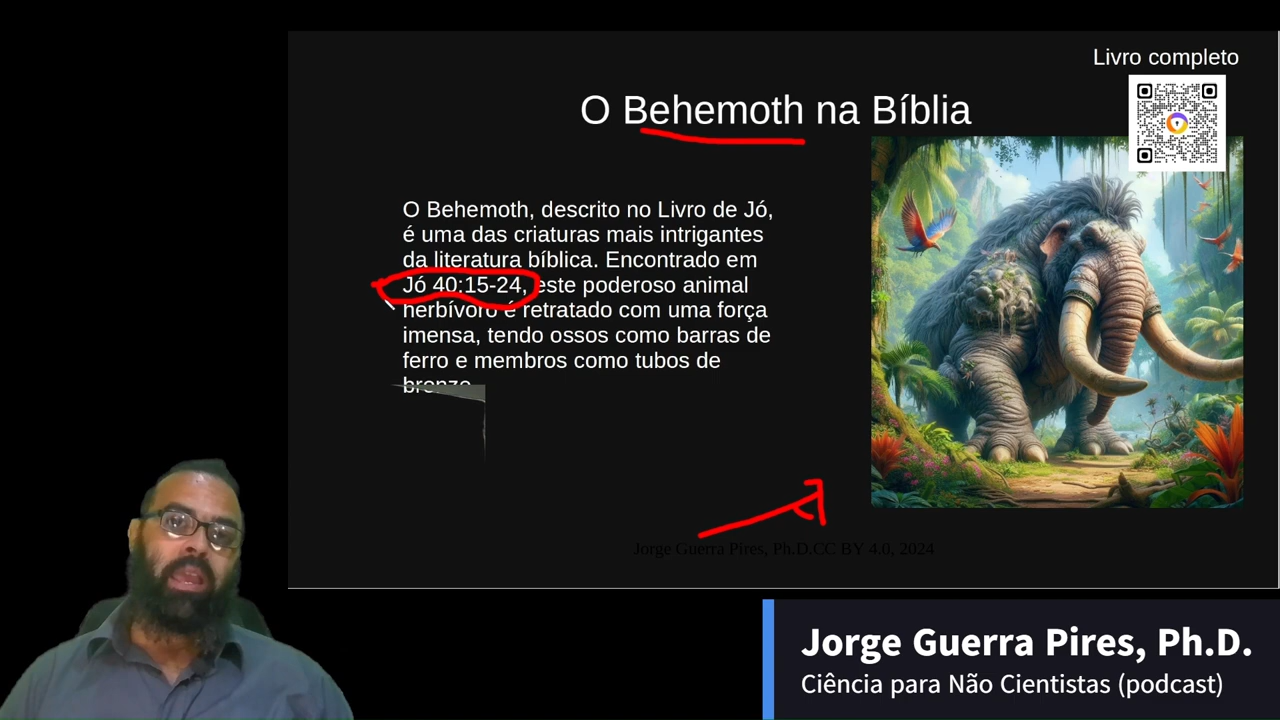 Livro completo
O Behemoth na Bíblia
O Behemoth, descrito no Livro de Jó,
é uma das criaturas mais intrigantes
da literatura bíblica. Encontrado em
Jó 40:15-24, este poderoso animal
herbívoro é retratado com uma força
imensa, tendo ossos como barras de
ferro e membros como tubos de
bronze.
Jorge Guerra Pires, Ph.D.CC BY 4.0, 2024
Jorge Guerra Pires, Ph.D.
Ciência para Não Cientistas (podcast)